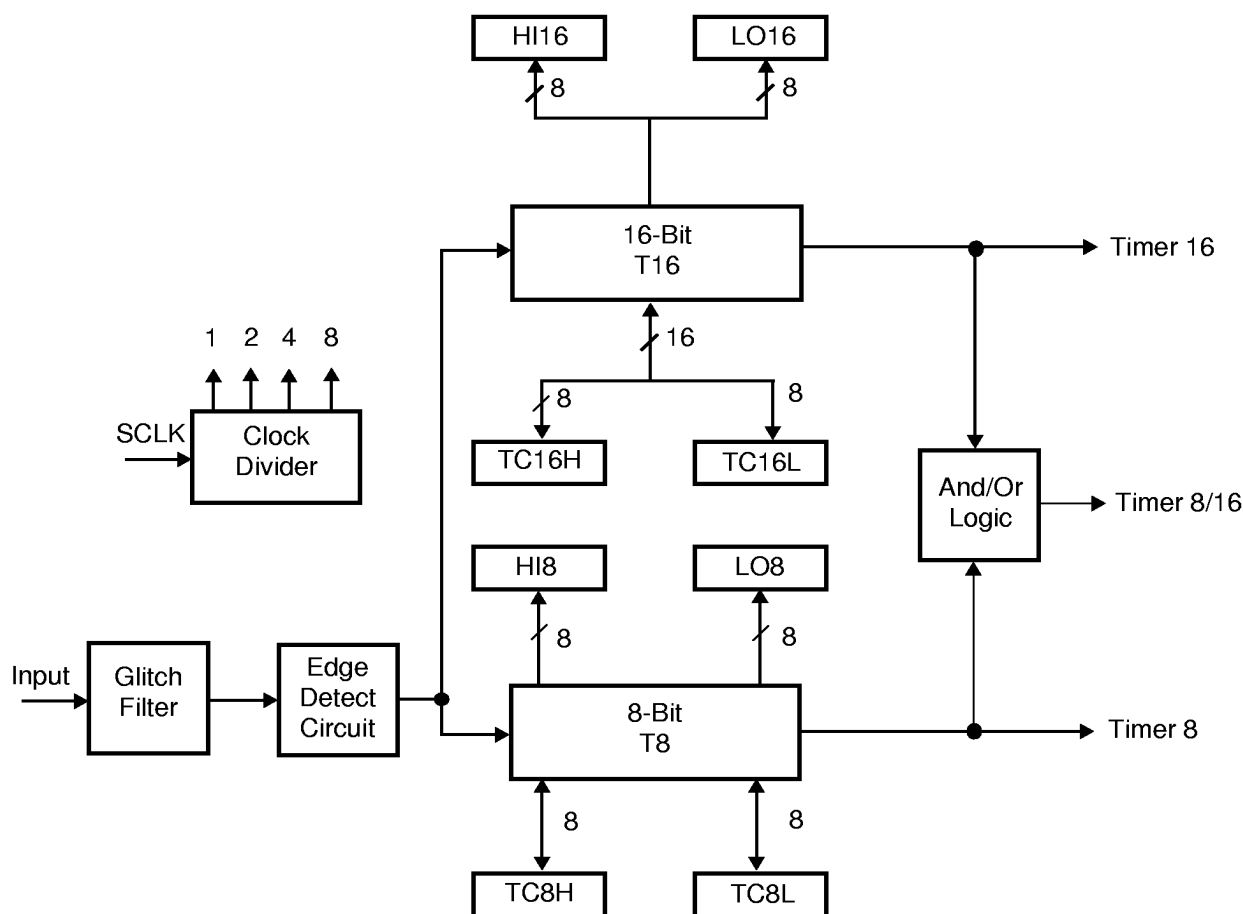 HI16
LO16
8
8
16-Bit
T16
Timer 16
16
1 2 4 8
SCLK
Clock
Divider
8
8
TC16H
TC16L
And/Or
Logic
Timer 8/16
HI8
LO8
8
8
Input
Glitch
Filter
Edge
Detect
Circuit
8-Bit
T8
Timer 8
8
8
TC8H
TC8L